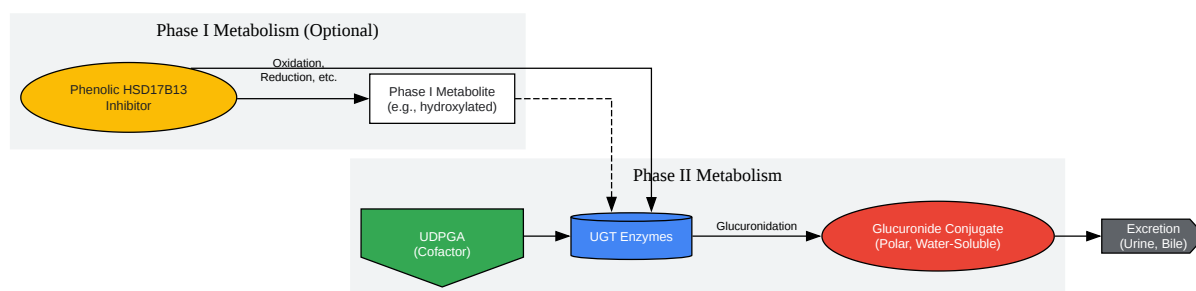 Phase I Metabolism (Optional)
Oxidation,
Reduction, etc.
Phenolic HSD17B13
Inhibitor
Phase I Metabolite
(e.g., hydroxylated)
Phase II Metabolism
UDPGA
(Cofactor)
UGT Enzymes
Glucuronidation
Glucuronide Conjugate
(Polar, Water-Soluble)
Excretion
(Urine, Bile)